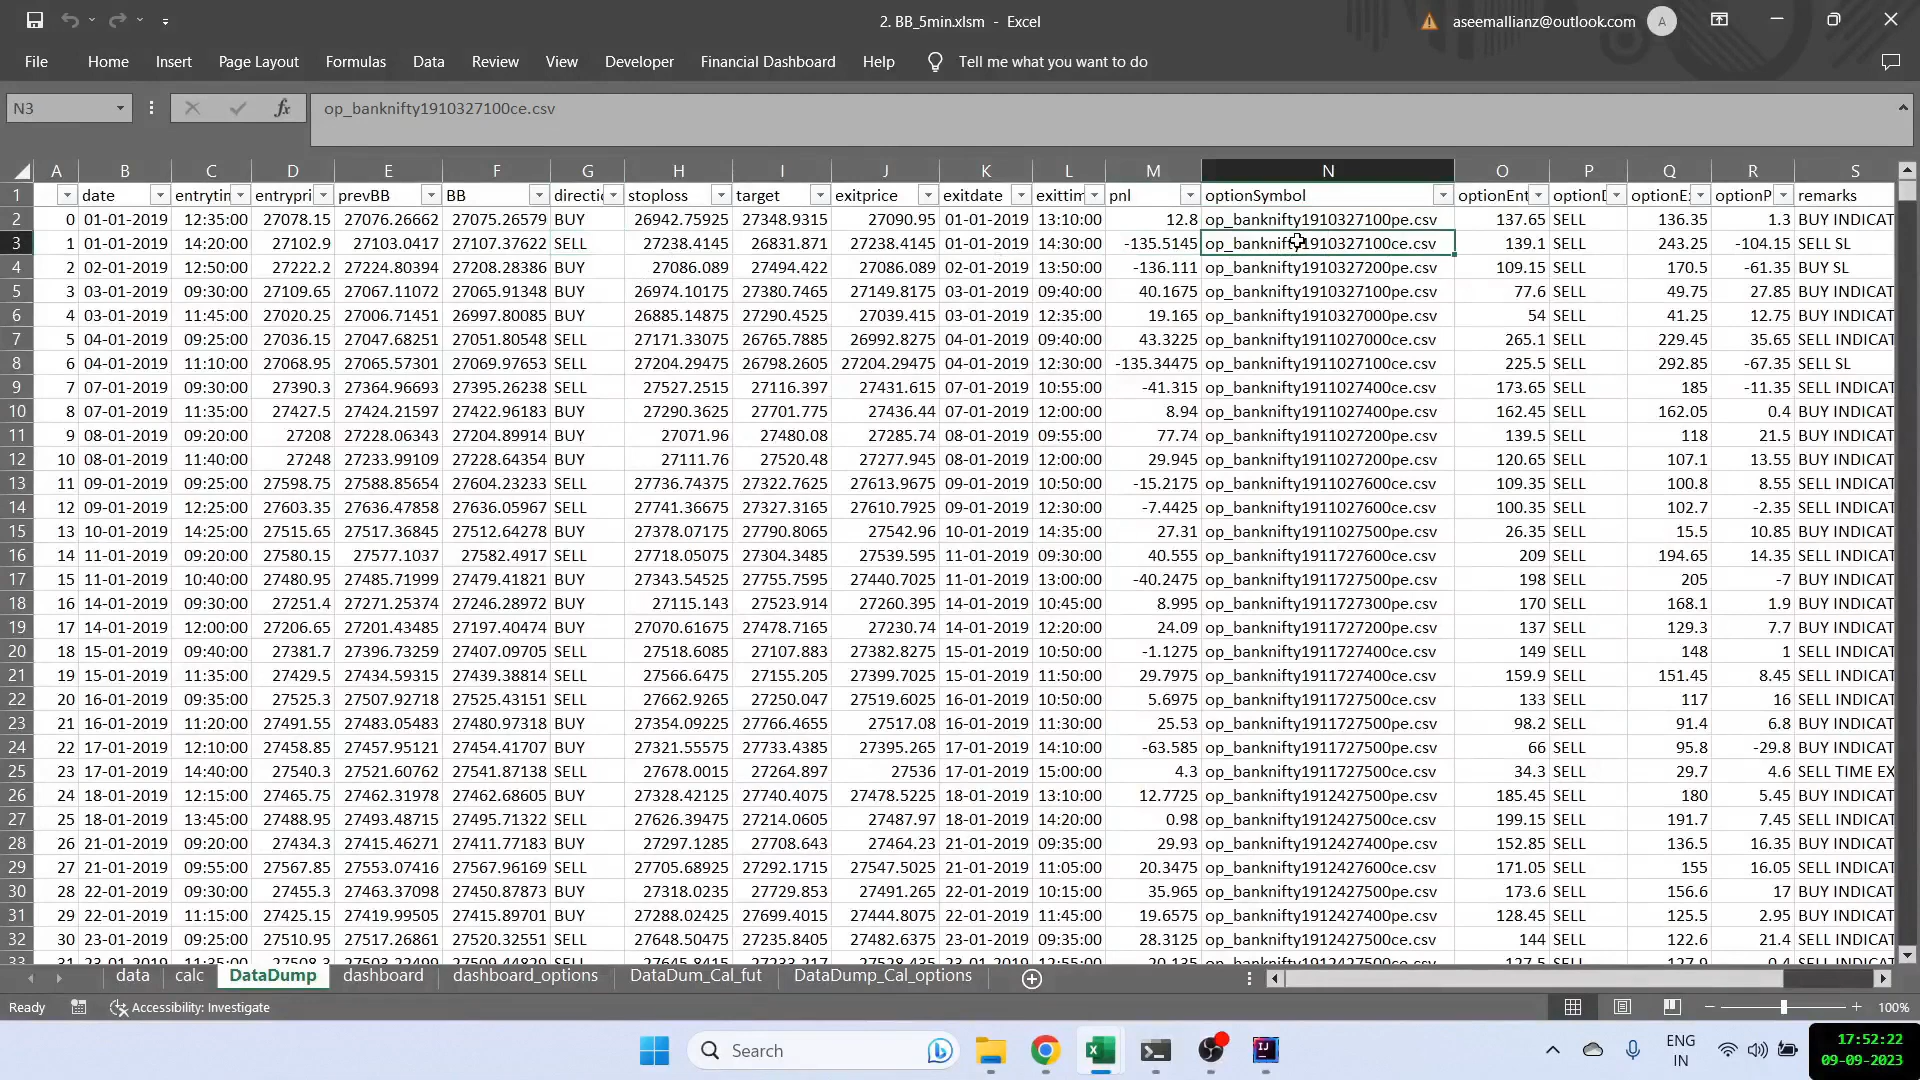 2. BB_5min.xlsm - Excel
aseemallianz@outlook.com A
File Home Insert Page Layout Formulas Data Review View Developer Financial Dashboard Help Tell me what you want to do
N3 fx op_banknifty1910327100ce.csv
A B C D E F G H I J K L M N O P Q R S
1 date entrytin entrypri prevBB BB directio stoploss target exitprice exitdate exittim pnl optionSymbol optionEnt optionD optionEx optionP remarks
2 0 01-01-2019 12:35:00 27078.15 27076.26662 27075.26579 BUY 26942.75925 27348.9315 27090.95 01-01-2019 13:10:00 12.8 op_banknifty1910327100pe.csv 137.65 SELL 136.35 1.3 BUY INDICAT
3 1 01-01-2019 14:20:00 27102.9 27103.0417 27107.37622 SELL 27238.4145 26831.871 27238.4145 01-01-2019 14:30:00 -135.5145 op_banknifty1910327100ce.csv 139.1 SELL 243.25 -104.15 SELL SL
4 2 02-01-2019 12:50:00 27222.2 27224.80394 27208.28386 BUY 27086.089 27494.422 27086.089 02-01-2019 13:50:00 -136.111 op_banknifty1910327200pe.csv 109.15 SELL 170.5 -61.35 BUY SL
5 3 03-01-2019 09:30:00 27109.65 27067.11072 27065.91348 BUY 26974.10175 27380.7465 27149.8175 03-01-2019 09:40:00 40.1675 op_banknifty1910327100pe.csv 77.6 SELL 49.75 27.85 BUY INDICAT
6 4 03-01-2019 11:45:00 27020.25 27006.71451 26997.80085 BUY 26885.14875 27290.4525 27039.415 03-01-2019 12:35:00 19.165 op_banknifty1910327000pe.csv 54 SELL 41.25 12.75 BUY INDICAT
7 5 04-01-2019 09:25:00 27036.15 27047.68251 27051.80548 SELL 27171.33075 26765.7885 26992.8275 04-01-2019 09:40:00 43.3225 op_banknifty1911027000ce.csv 265.1 SELL 229.45 35.65 SELL INDICAT
8 6 04-01-2019 11:10:00 27068.95 27065.57301 27069.97653 SELL 27204.29475 26798.2605 27204.29475 04-01-2019 12:30:00 -135.34475 op_banknifty1911027100ce.csv 225.5 SELL 292.85 -67.35 SELL SL
9 7 07-01-2019 09:30:00 27390.3 27364.96693 27395.26238 SELL 27527.2515 27116.397 27431.615 07-01-2019 10:55:00 -41.315 op_banknifty1911027400ce.csv 173.65 SELL 185 -11.35 SELL INDICAT
10 8 07-01-2019 11:35:00 27427.5 27424.21597 27422.96183 BUY 27290.3625 27701.775 27436.44 07-01-2019 12:00:00 8.94 op_banknifty1911027400pe.csv 162.45 SELL 162.05 0.4 BUY INDICAT
11 9 08-01-2019 09:20:00 27208 27228.06343 27204.89914 BUY 27071.96 27480.08 27285.74 08-01-2019 09:55:00 77.74 op_banknifty1911027200pe.csv 139.5 SELL 118 21.5 BUY INDICAT
12 10 08-01-2019 11:40:00 27248 27233.99109 27228.64354 BUY 27111.76 27520.48 27277.945 08-01-2019 12:00:00 29.945 op_banknifty1911027200pe.csv 120.65 SELL 107.1 13.55 BUY INDICAT
13 11 09-01-2019 09:25:00 27598.75 27588.85654 27604.23233 SELL 27736.74375 27322.7625 27613.9675 09-01-2019 10:50:00 -15.2175 op_banknifty1911027600ce.csv 109.35 SELL 100.8 8.55 SELL INDICAT
14 12 09-01-2019 12:25:00 27603.35 27636.47858 27636.05967 SELL 27741.36675 27327.3165 27610.7925 09-01-2019 12:30:00 -7.4425 op_banknifty1911027600ce.csv 100.35 SELL 102.7 -2.35 SELL INDICAT
15 13 10-01-2019 14:25:00 27515.65 27517.36845 27512.64278 BUY 27378.07175 27790.8065 27542.96 10-01-2019 14:35:00 27.31 op_banknifty1911027500pe.csv 26.35 SELL 15.5 10.85 BUY INDICAT
16 14 11-01-2019 09:20:00 27580.15 27577.1037 27582.4917 SELL 27718.05075 27304.3485 27539.595 11-01-2019 09:30:00 40.555 op_banknifty1911727600ce.csv 209 SELL 194.65 14.35 SELL INDICAT
17 15 11-01-2019 10:40:00 27480.95 27485.71999 27479.41821 BUY 27343.54525 27755.7595 27440.7025 11-01-2019 13:00:00 -40.2475 op_banknifty1911727500pe.csv 198 SELL 205 -7 BUY INDICAT
18 16 14-01-2019 09:30:00 27251.4 27271.25374 27246.28972 BUY 27115.143 27523.914 27260.395 14-01-2019 10:45:00 8.995 op_banknifty1911727300pe.csv 170 SELL 168.1 1.9 BUY INDICAT
19 17 14-01-2019 12:00:00 27206.65 27201.43485 27197.40474 BUY 27070.61675 27478.7165 27230.74 14-01-2019 12:20:00 24.09 op_banknifty1911727200pe.csv 137 SELL 129.3 7.7 BUY INDICAT
20 18 15-01-2019 09:40:00 27381.7 27396.73259 27407.09705 SELL 27518.6085 27107.883 27382.8275 15-01-2019 10:50:00 -1.1275 op_banknifty1911727400ce.csv 149 SELL 148 1 SELL INDICAT
21 19 15-01-2019 11:35:00 27429.5 27434.59315 27439.38814 SELL 27566.6475 27155.205 27399.7025 15-01-2019 11:50:00 29.7975 op_banknifty1911727400ce.csv 159.9 SELL 151.45 8.45 SELL INDICAT
22 20 16-01-2019 09:35:00 27525.3 27507.92718 27525.43151 SELL 27662.9265 27250.047 27519.6025 16-01-2019 10:50:00 5.6975 op_banknifty1911727500ce.csv 133 SELL 117 16 SELL INDICAT
23 21 16-01-2019 11:20:00 27491.55 27483.05483 27480.97318 BUY 27354.09225 27766.4655 27517.08 16-01-2019 11:30:00 25.53 op_banknifty1911727500pe.csv 98.2 SELL 91.4 6.8 BUY INDICAT
24 22 17-01-2019 12:10:00 27458.85 27457.95121 27454.41707 BUY 27321.55575 27733.4385 27395.265 17-01-2019 14:10:00 -63.585 op_banknifty1911727500pe.csv 66 SELL 95.8 -29.8 BUY INDICAT
25 23 17-01-2019 14:40:00 27540.3 27521.60762 27541.87138 SELL 27678.0015 27264.897 27536 17-01-2019 15:00:00 4.3 op_banknifty1911727500ce.csv 34.3 SELL 29.7 4.6 SELL TIME EX
26 24 18-01-2019 12:15:00 27465.75 27462.31978 27462.68605 BUY 27328.42125 27740.4075 27478.5225 18-01-2019 13:10:00 12.7725 op_banknifty1912427500pe.csv 185.45 SELL 180 5.45 BUY INDICAT
27 25 18-01-2019 13:45:00 27488.95 27493.48715 27495.71322 SELL 27626.39475 27214.0605 27487.97 18-01-2019 14:20:00 0.98 op_banknifty1912427500ce.csv 199.15 SELL 191.7 7.45 SELL INDICAT
28 26 21-01-2019 09:20:00 27434.3 27415.46271 27411.77183 BUY 27297.1285 27708.643 27464.23 21-01-2019 09:35:00 29.93 op_banknifty1912427400pe.csv 152.85 SELL 136.5 16.35 BUY INDICAT
29 27 21-01-2019 09:55:00 27567.85 27553.07416 27567.96169 SELL 27705.68925 27292.1715 27547.5025 21-01-2019 11:05:00 20.3475 op_banknifty1912427600ce.csv 171.05 SELL 155 16.05 SELL INDICAT
30 28 22-01-2019 09:30:00 27455.3 27463.37098 27450.87873 BUY 27318.0235 27729.853 27491.265 22-01-2019 10:15:00 35.965 op_banknifty1912427500pe.csv 173.6 SELL 156.6 17 BUY INDICAT
31 29 22-01-2019 11:15:00 27425.15 27419.99505 27415.89701 BUY 27288.02425 27699.4015 27444.8075 22-01-2019 11:45:00 19.6575 op_banknifty1912427400pe.csv 128.45 SELL 125.5 2.95 BUY INDICAT
32 30 23-01-2019 09:25:00 27510.95 27517.26861 27520.32551 SELL 27648.50475 27235.8405 27482.6375 23-01-2019 09:35:00 28.3125 op_banknifty1912427500ce.csv 144 SELL 122.6 21.4 SELL INDICAT
data calc DataDump dashboard dashboard_options DataDum_Cal_fut DataDump_Cal_options
Ready Accessibility: Investigate 100%
Search ENG IN 17:52:22 09-09-2023